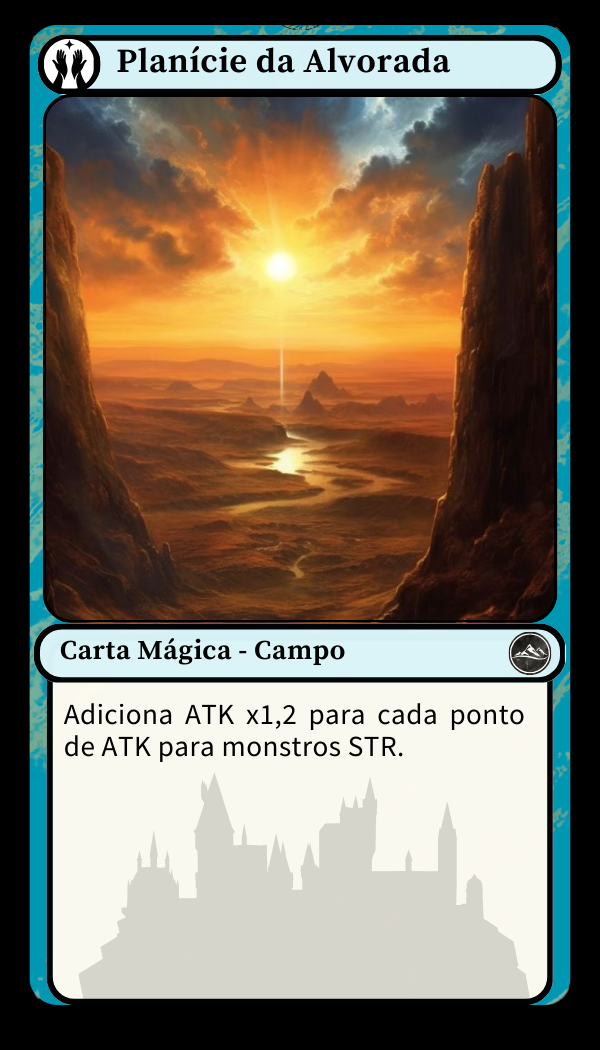 Planície da Alvorada
Carta Mágica - Campo
Adiciona ATK x1,2 para cada ponto
de ATK para monstros STR.